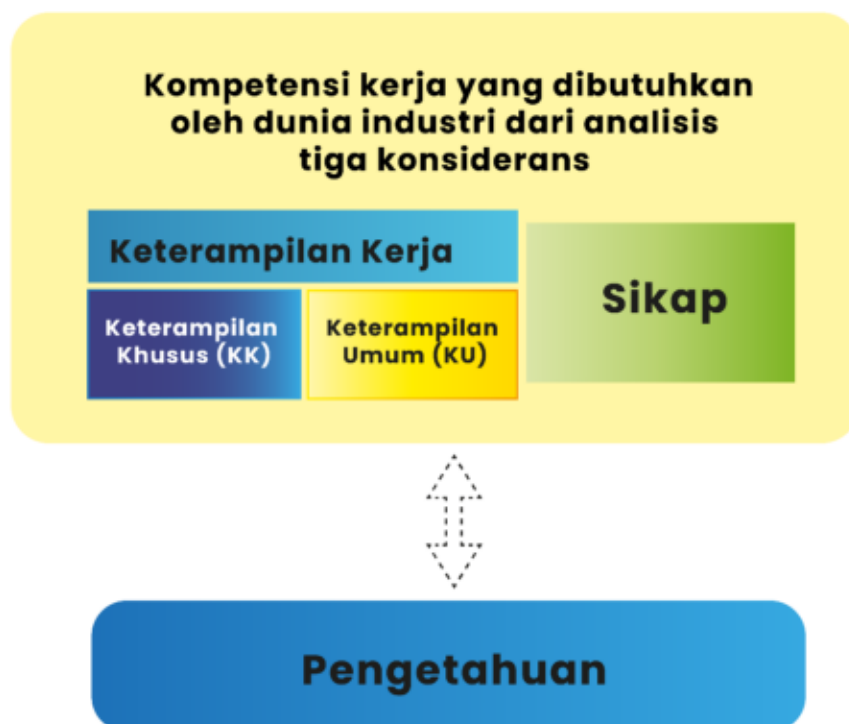 Kompetensi kerja yang dibutuhkan
oleh dunia industri dari analisis
tiga konsiderans
Keterampilan Kerja
Sikap
Keterampilan
Khusus (KK)
Keterampilan
Umum (KU)
Pengetahuan